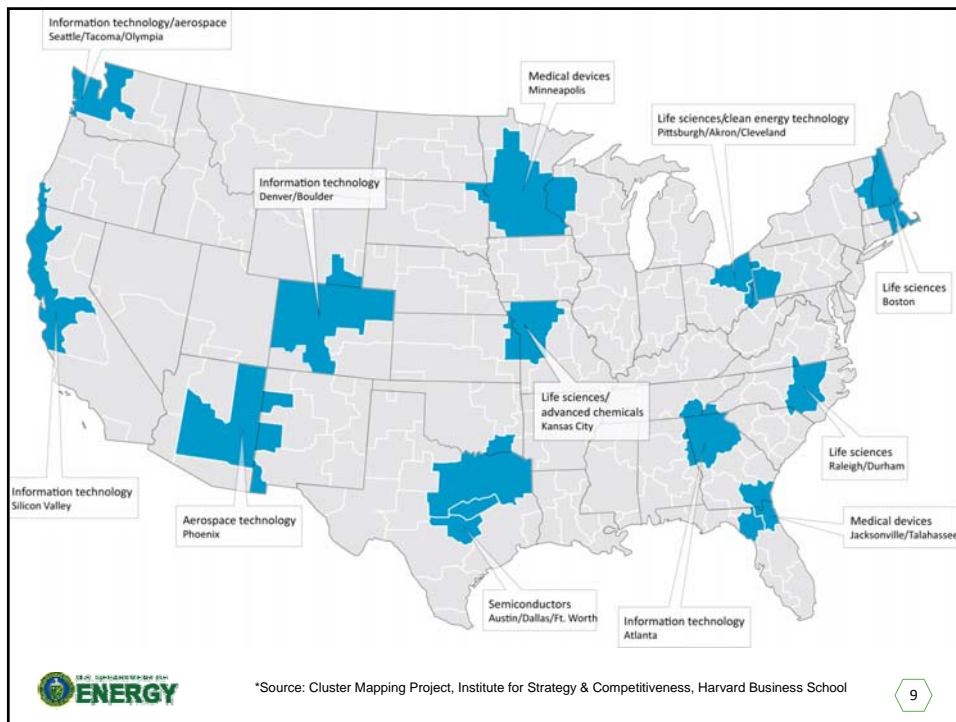 Information technology/aerospace
Seattle/Tacoma/Olympia
Medical devices
Minneapolis
Life sciences/clean energy technology
Pittsburgh/Akron/Cleveland
Information technology
Denver/Boulder
Life sciences
Boston
Life sciences/
advanced chemicals
Kansas City
Life sciences
Raleigh/Durham
Information technology
Silicon Valley
Aerospace technology
Phoenix
Medical devices
Jacksonville/Talahassee
Semiconductors
Austin/Dallas/Ft. Worth
Information technology
Atlanta
U.S. DEPARTMENT OF
ENERGY
*Source: Cluster Mapping Project, Institute for Strategy & Competitiveness, Harvard Business School
9